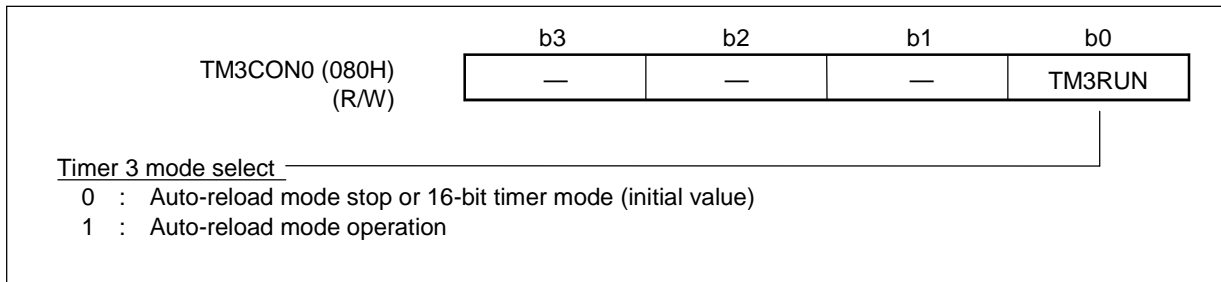 b3 b2 b1 b0
TM3CON0 (080H) — — — TM3RUN
(R/W)
Timer 3 mode select
0 : Auto-reload mode stop or 16-bit timer mode (initial value)
1 : Auto-reload mode operation